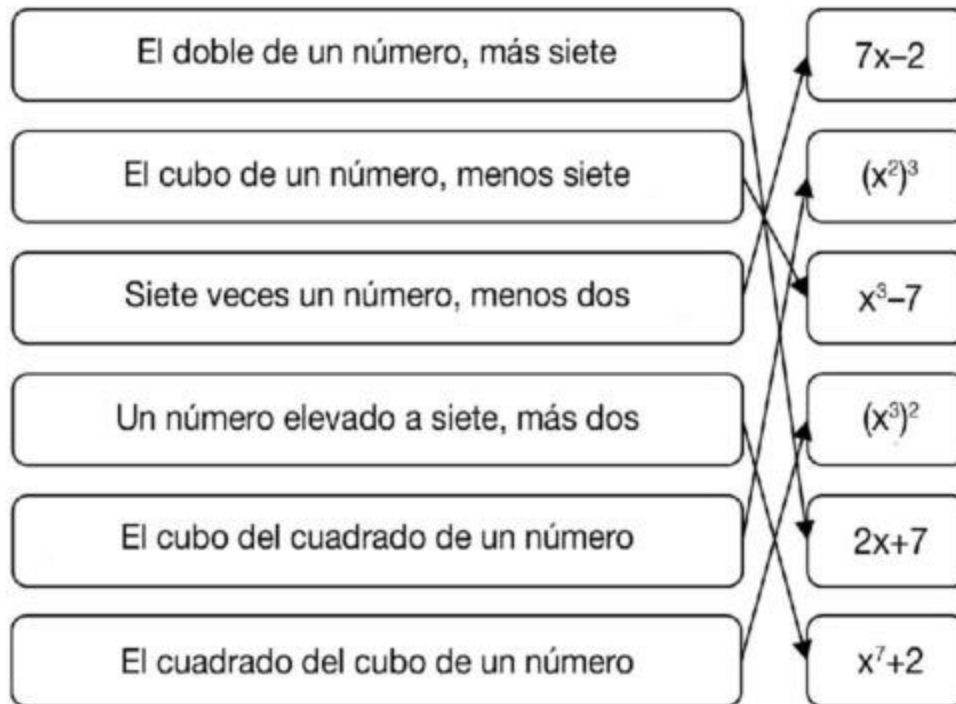 El doble de un número, más siete
7x–2
El cubo de un número, menos siete
(x²)³
Siete veces un número, menos dos
x³–7
Un número elevado a siete, más dos
(x³)²
El cubo del cuadrado de un número
2x+7
El cuadrado del cubo de un número
x⁷+2